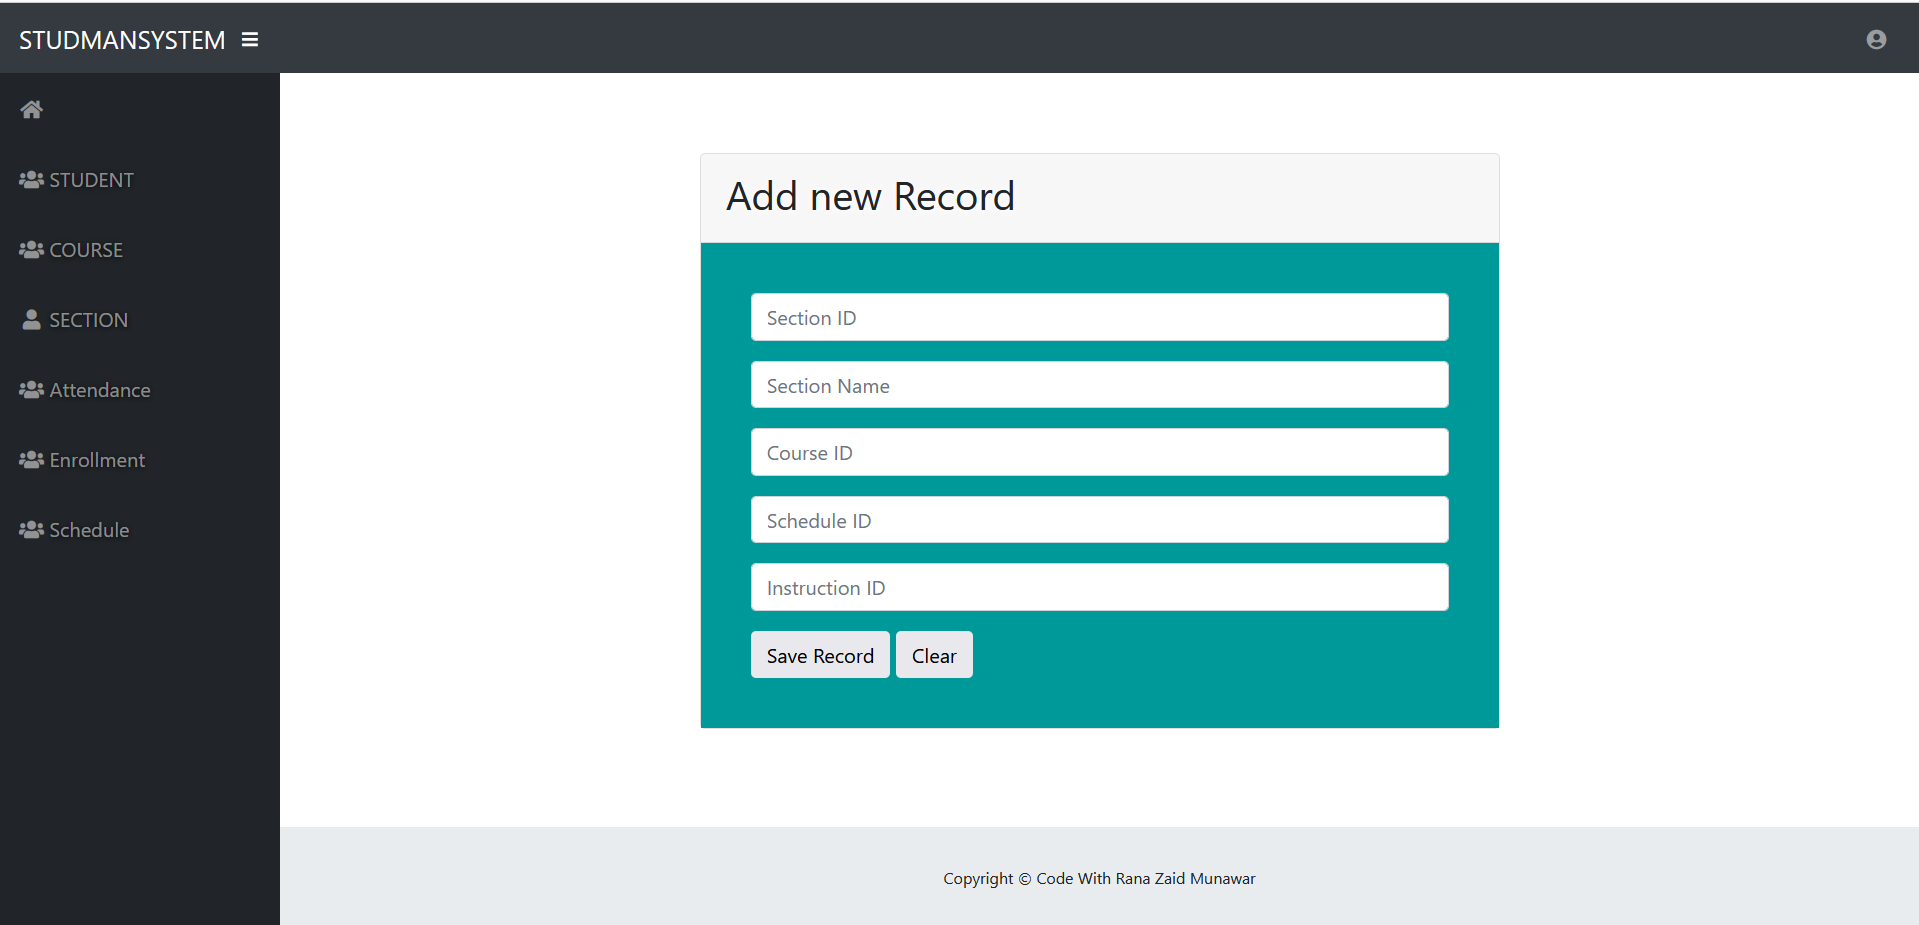 STUDMANSYSTEM
STUDENT
COURSE
SECTION
Attendance
Enrollment
Schedule
Add new Record
Section ID
Section Name
Course ID
Schedule ID
Instruction ID
Save Record Clear
Copyright © Code With Rana Zaid Munawar